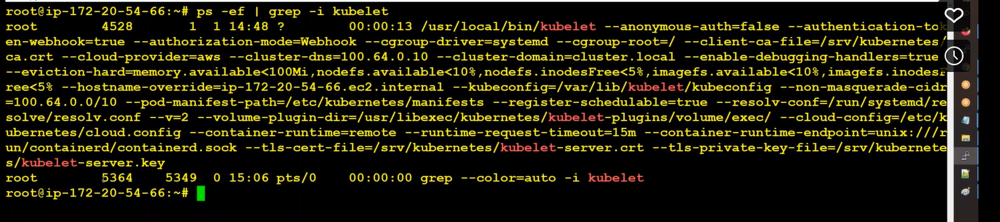 root@ip-172-20-54-66:~# ps -ef | grep -i kubelet
root        4528       1  1 14:48 ?        00:00:13 /usr/local/bin/kubelet --anonymous-auth=false --authentication-tok
en-webhook=true --authorization-mode=Webhook --cgroup-driver=systemd --cgroup-root=/ --client-ca-file=/srv/kubernetes/
ca.crt --cloud-provider=aws --cluster-dns=100.64.0.10 --cluster-domain=cluster.local --enable-debugging-handlers=true
--eviction-hard=memory.available<100Mi,nodefs.available<10%,nodefs.inodesFree<5%,imagefs.available<10%,imagefs.inodesF
ree<5% --hostname-override=ip-172-20-54-66.ec2.internal --kubeconfig=/var/lib/kubelet/kubeconfig --non-masquerade-cidr
=100.64.0.0/10 --pod-manifest-path=/etc/kubernetes/manifests --register-schedulable=true --resolv-conf=/run/systemd/re
solve/resolv.conf --v=2 --volume-plugin-dir=/usr/libexec/kubernetes/kubelet-plugins/volume/exec/ --cloud-config=/etc/k
ubernetes/cloud.config --container-runtime=remote --runtime-request-timeout=15m --container-runtime-endpoint=unix:///r
un/containerd/containerd.sock --tls-cert-file=/srv/kubernetes/kubelet-server.crt --tls-private-key-file=/srv/kubernete
s/kubelet-server.key
root        5364    5349  0 15:06 pts/0    00:00:00 grep --color=auto -i kubelet
root@ip-172-20-54-66:~#